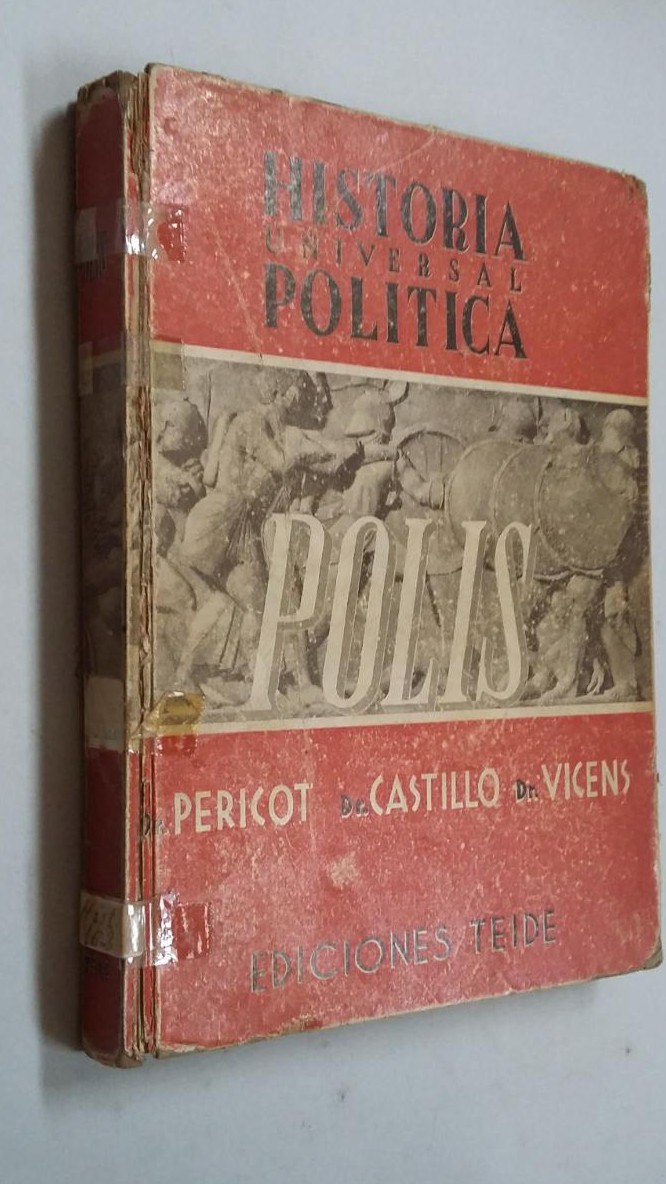 HISTORIA
UNIVERSAL
POLITICA
POLIS
Dr. PERICOT Dr. CASTILLO Dr. VICENS
EDICIONES TEIDE